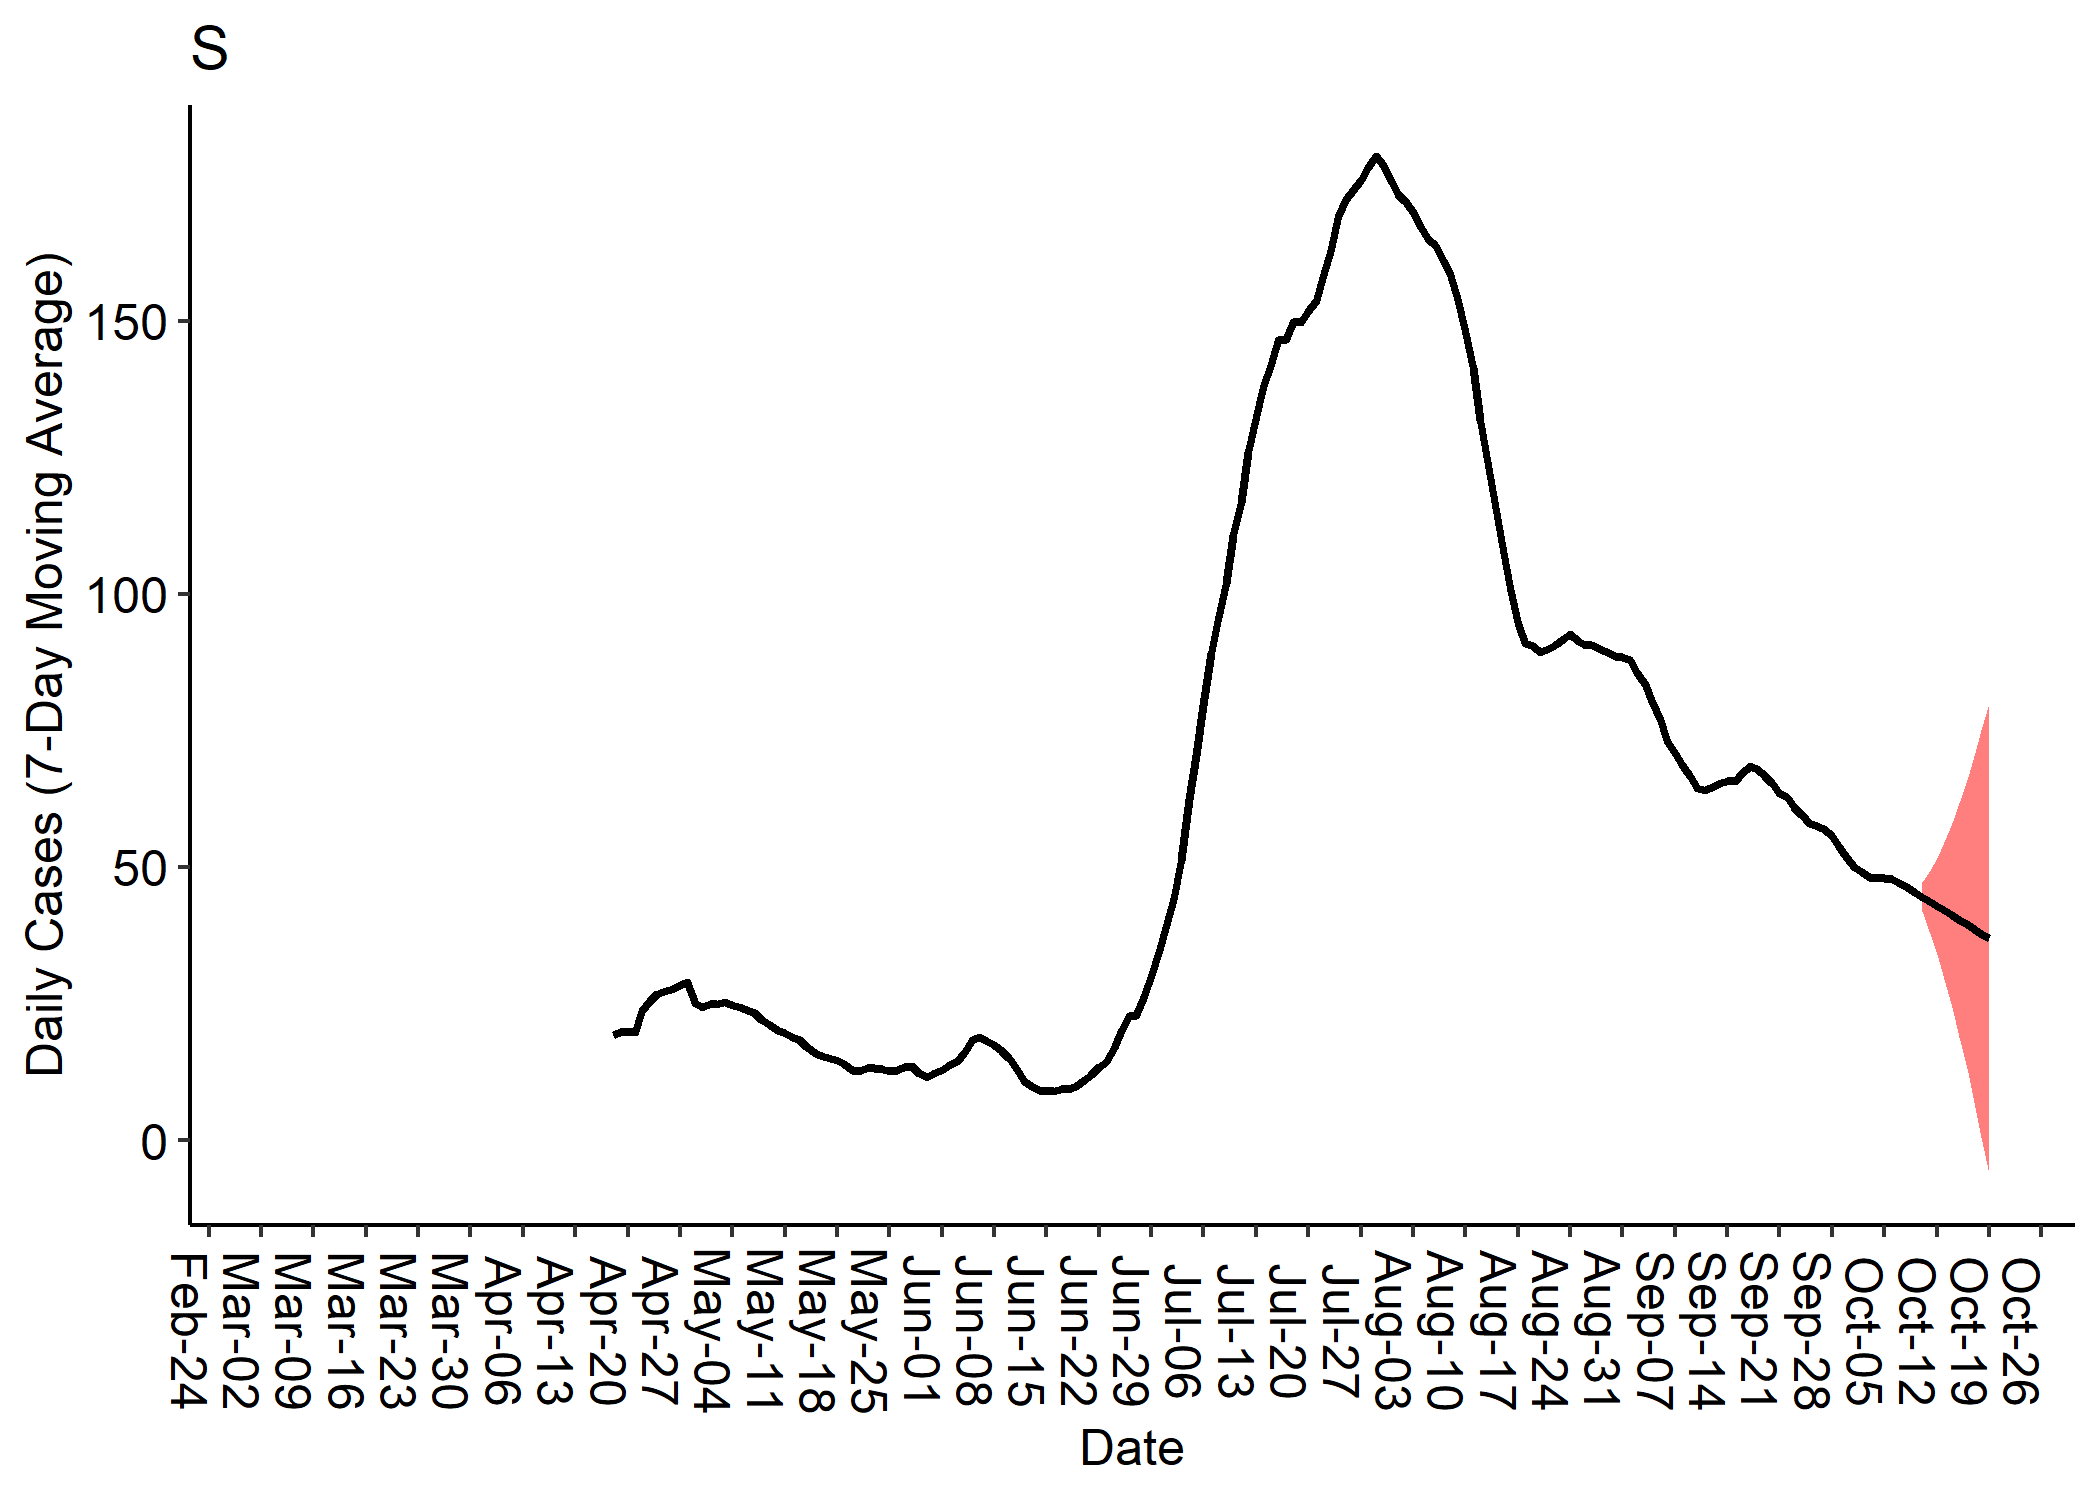 S
Daily Cases (7-Day Moving Average)
150
100
50
0
Feb-24
Mar-02
Mar-09
Mar-16
Mar-23
Mar-30
Apr-06
Apr-13
Apr-20
Apr-27
May-04
May-11
May-18
May-25
Jun-01
Jun-08
Jun-15
Jun-22
Jun-29
Jul-06
Jul-13
Jul-20
Jul-27
Aug-03
Aug-10
Aug-17
Aug-24
Aug-31
Sep-07
Sep-14
Sep-21
Sep-28
Oct-05
Oct-12
Oct-19
Oct-26
Date